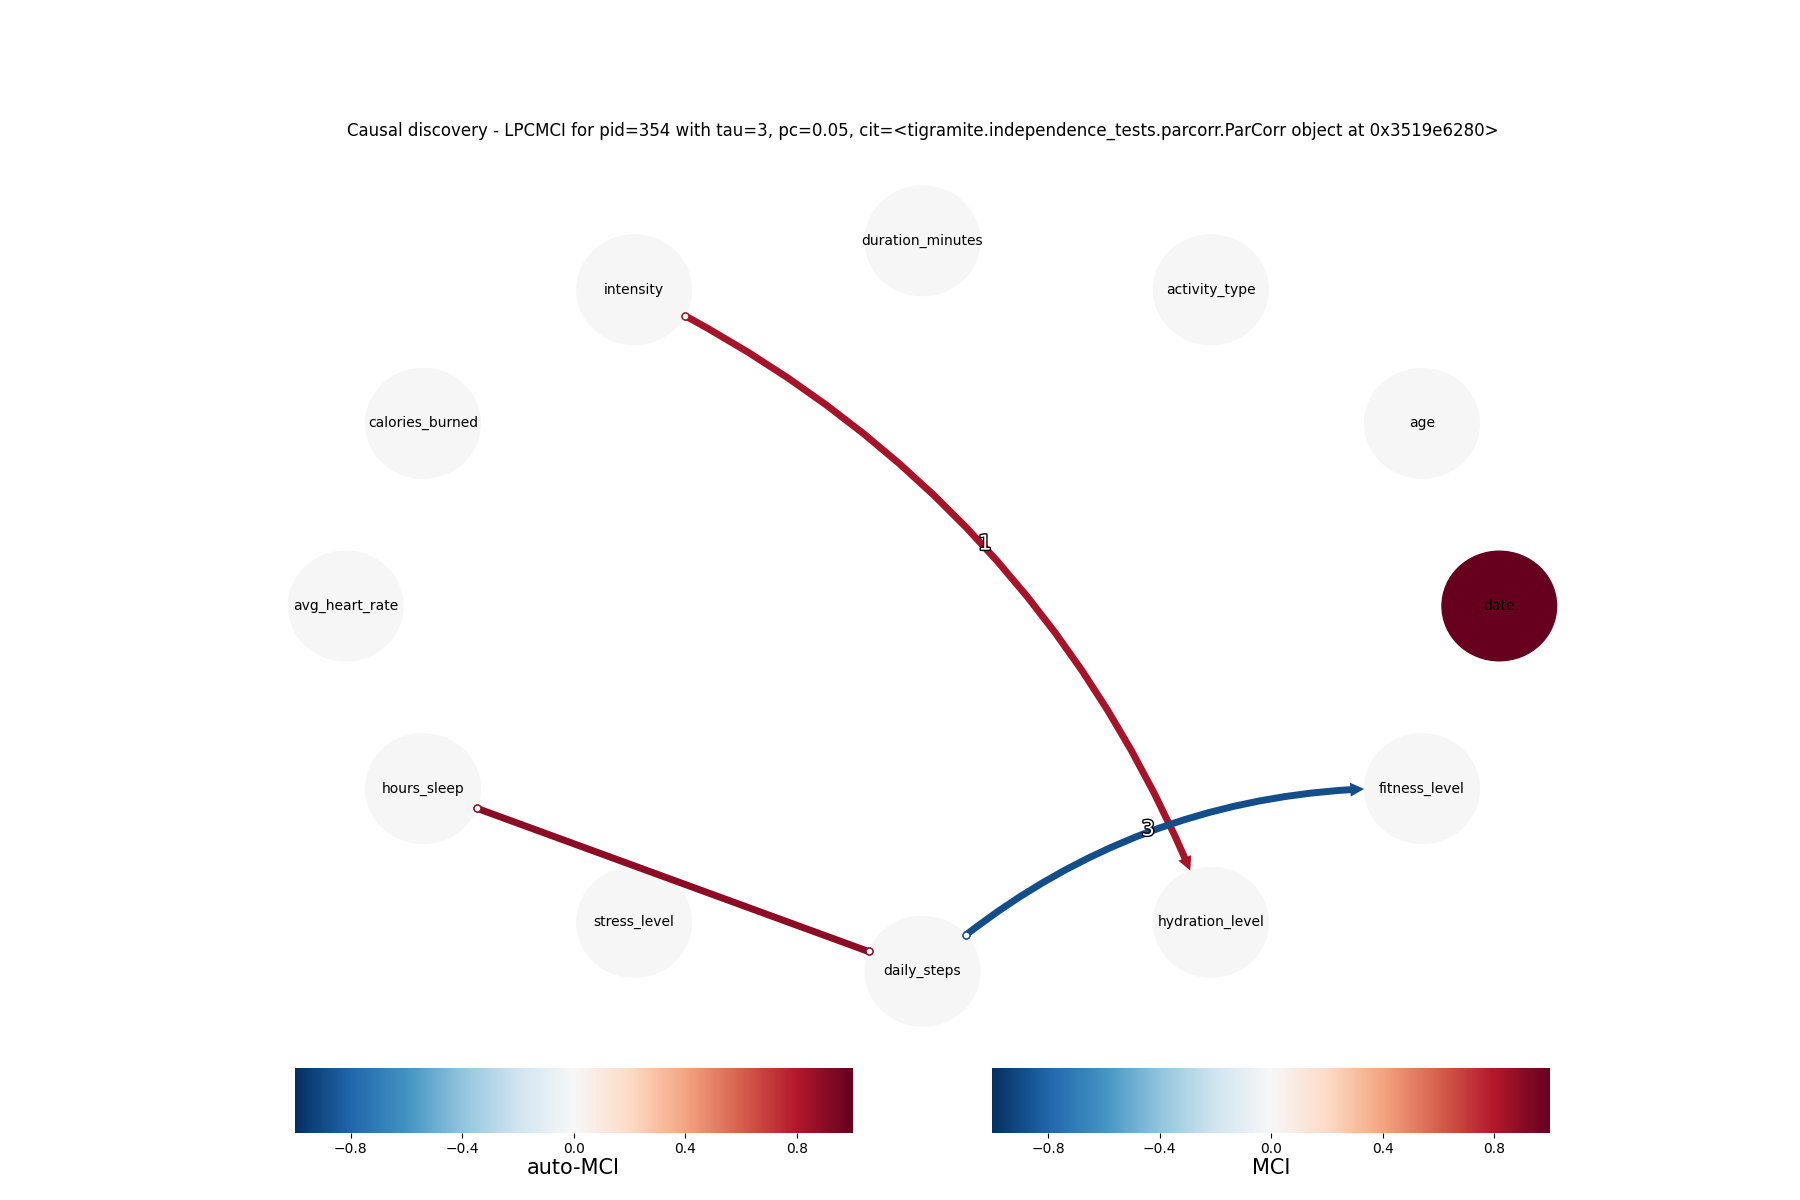 Causal discovery - LPCMCI for pid=354 with tau=3, pc=0.05, cit=<tigramite.independence_tests.parcorr.ParCorr object at 0x3519e6280>
duration_minutes
intensity
activity_type
calories_burned
age
1
avg_heart_rate
date
hours_sleep
fitness_level
3
stress_level
hydration_level
daily_steps
−0.8 −0.4 0.0 0.4 0.8
auto-MCI
−0.8 −0.4 0.0 0.4 0.8
MCI